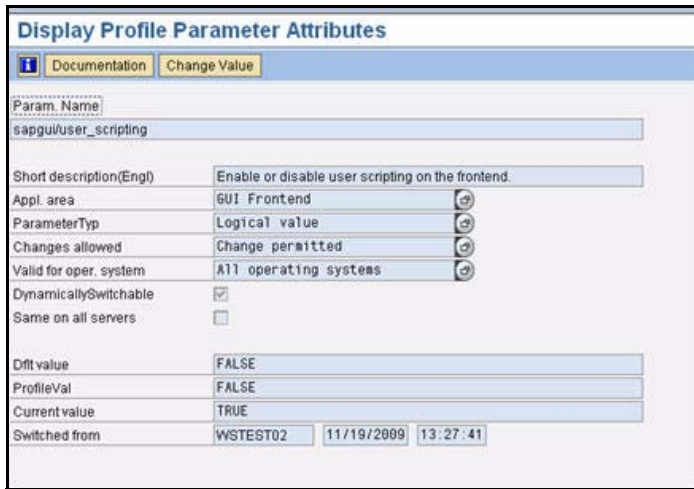 Display Profile Parameter Attributes
Documentation Change Value
Param. Name
sapgui/user_scripting
Short description(Engl) Enable or disable user scripting on the frontend.
Appl. area GUI Frontend
ParameterTyp Logical value
Changes allowed Change permitted
Valid for oper. system All operating systems
DynamicallySwitchable
Same on all servers
Dflt value FALSE
ProfileVal FALSE
Current value TRUE
Switched from WSTEST02 11/19/2009 13:27:41